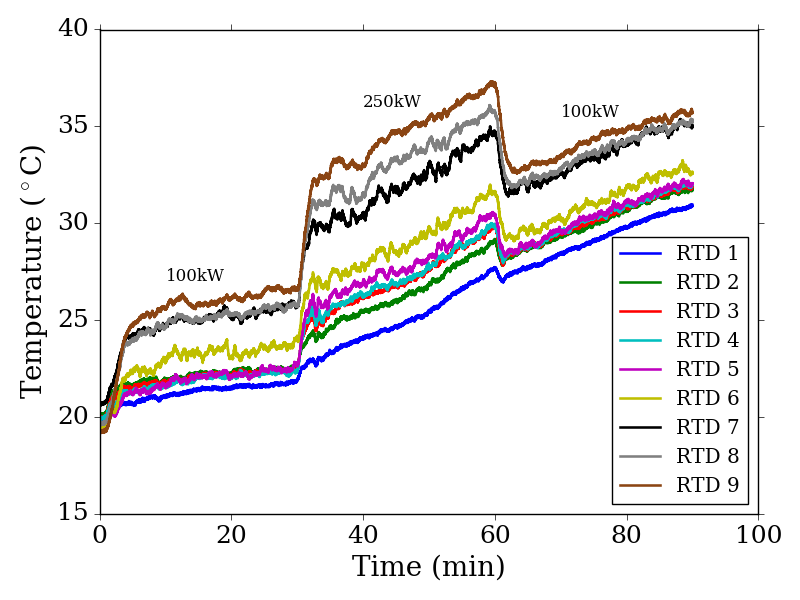 40
35
30
25
20
15
Temperature (°C)
250kW
100kW
100kW
RTD 1
RTD 2
RTD 3
RTD 4
RTD 5
RTD 6
RTD 7
RTD 8
RTD 9
0 20 40 60 80 100
Time (min)